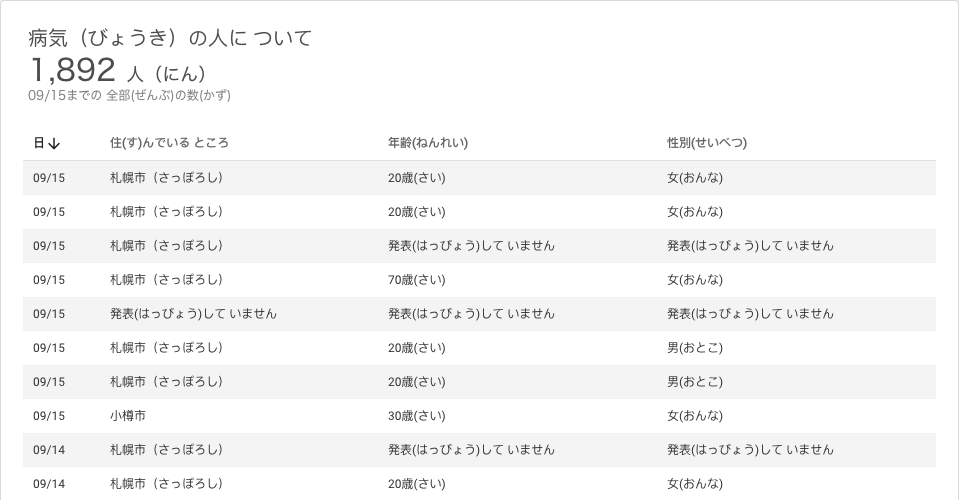 病気（びょうき）の人に ついて
1,892 人（にん）
09/15までの 全部(ぜんぶ)の数(かず)
日↓ 住(す)んでいる ところ 年齢(ねんれい) 性別(せいべつ)
09/15 札幌市（さっぽろし） 20歳(さい) 女(おんな)
09/15 札幌市（さっぽろし） 20歳(さい) 女(おんな)
09/15 札幌市（さっぽろし） 発表(はっぴょう)して いません 発表(はっぴょう)して いません
09/15 札幌市（さっぽろし） 70歳(さい) 女(おんな)
09/15 発表(はっぴょう)して いません 発表(はっぴょう)して いません 発表(はっぴょう)して いません
09/15 札幌市（さっぽろし） 20歳(さい) 男(おとこ)
09/15 札幌市（さっぽろし） 20歳(さい) 男(おとこ)
09/15 小樽市 30歳(さい) 女(おんな)
09/14 札幌市（さっぽろし） 発表(はっぴょう)して いません 発表(はっぴょう)して いません
09/14 札幌市（さっぽろし） 20歳(さい) 女(おんな)